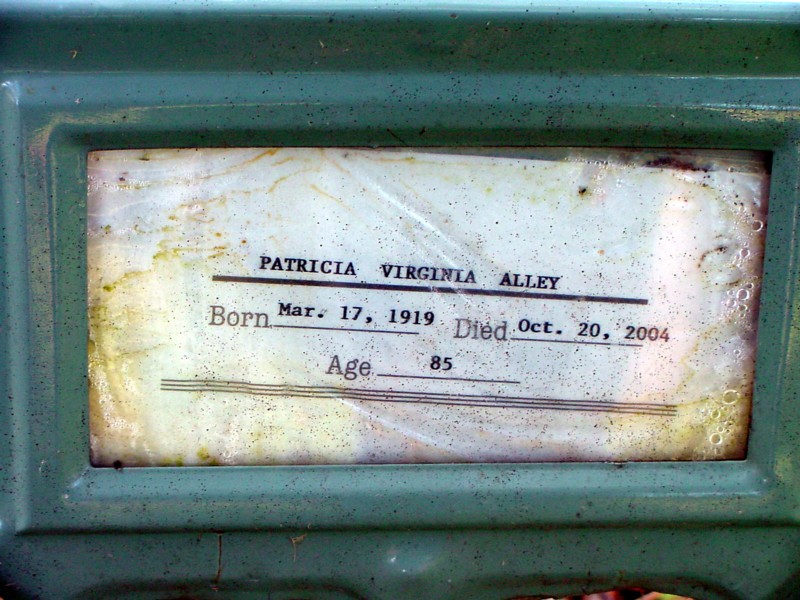 PATRICIA VIRGINIA ALLEY
Born Mar. 17, 1919 Died Oct. 20, 2004
Age 85